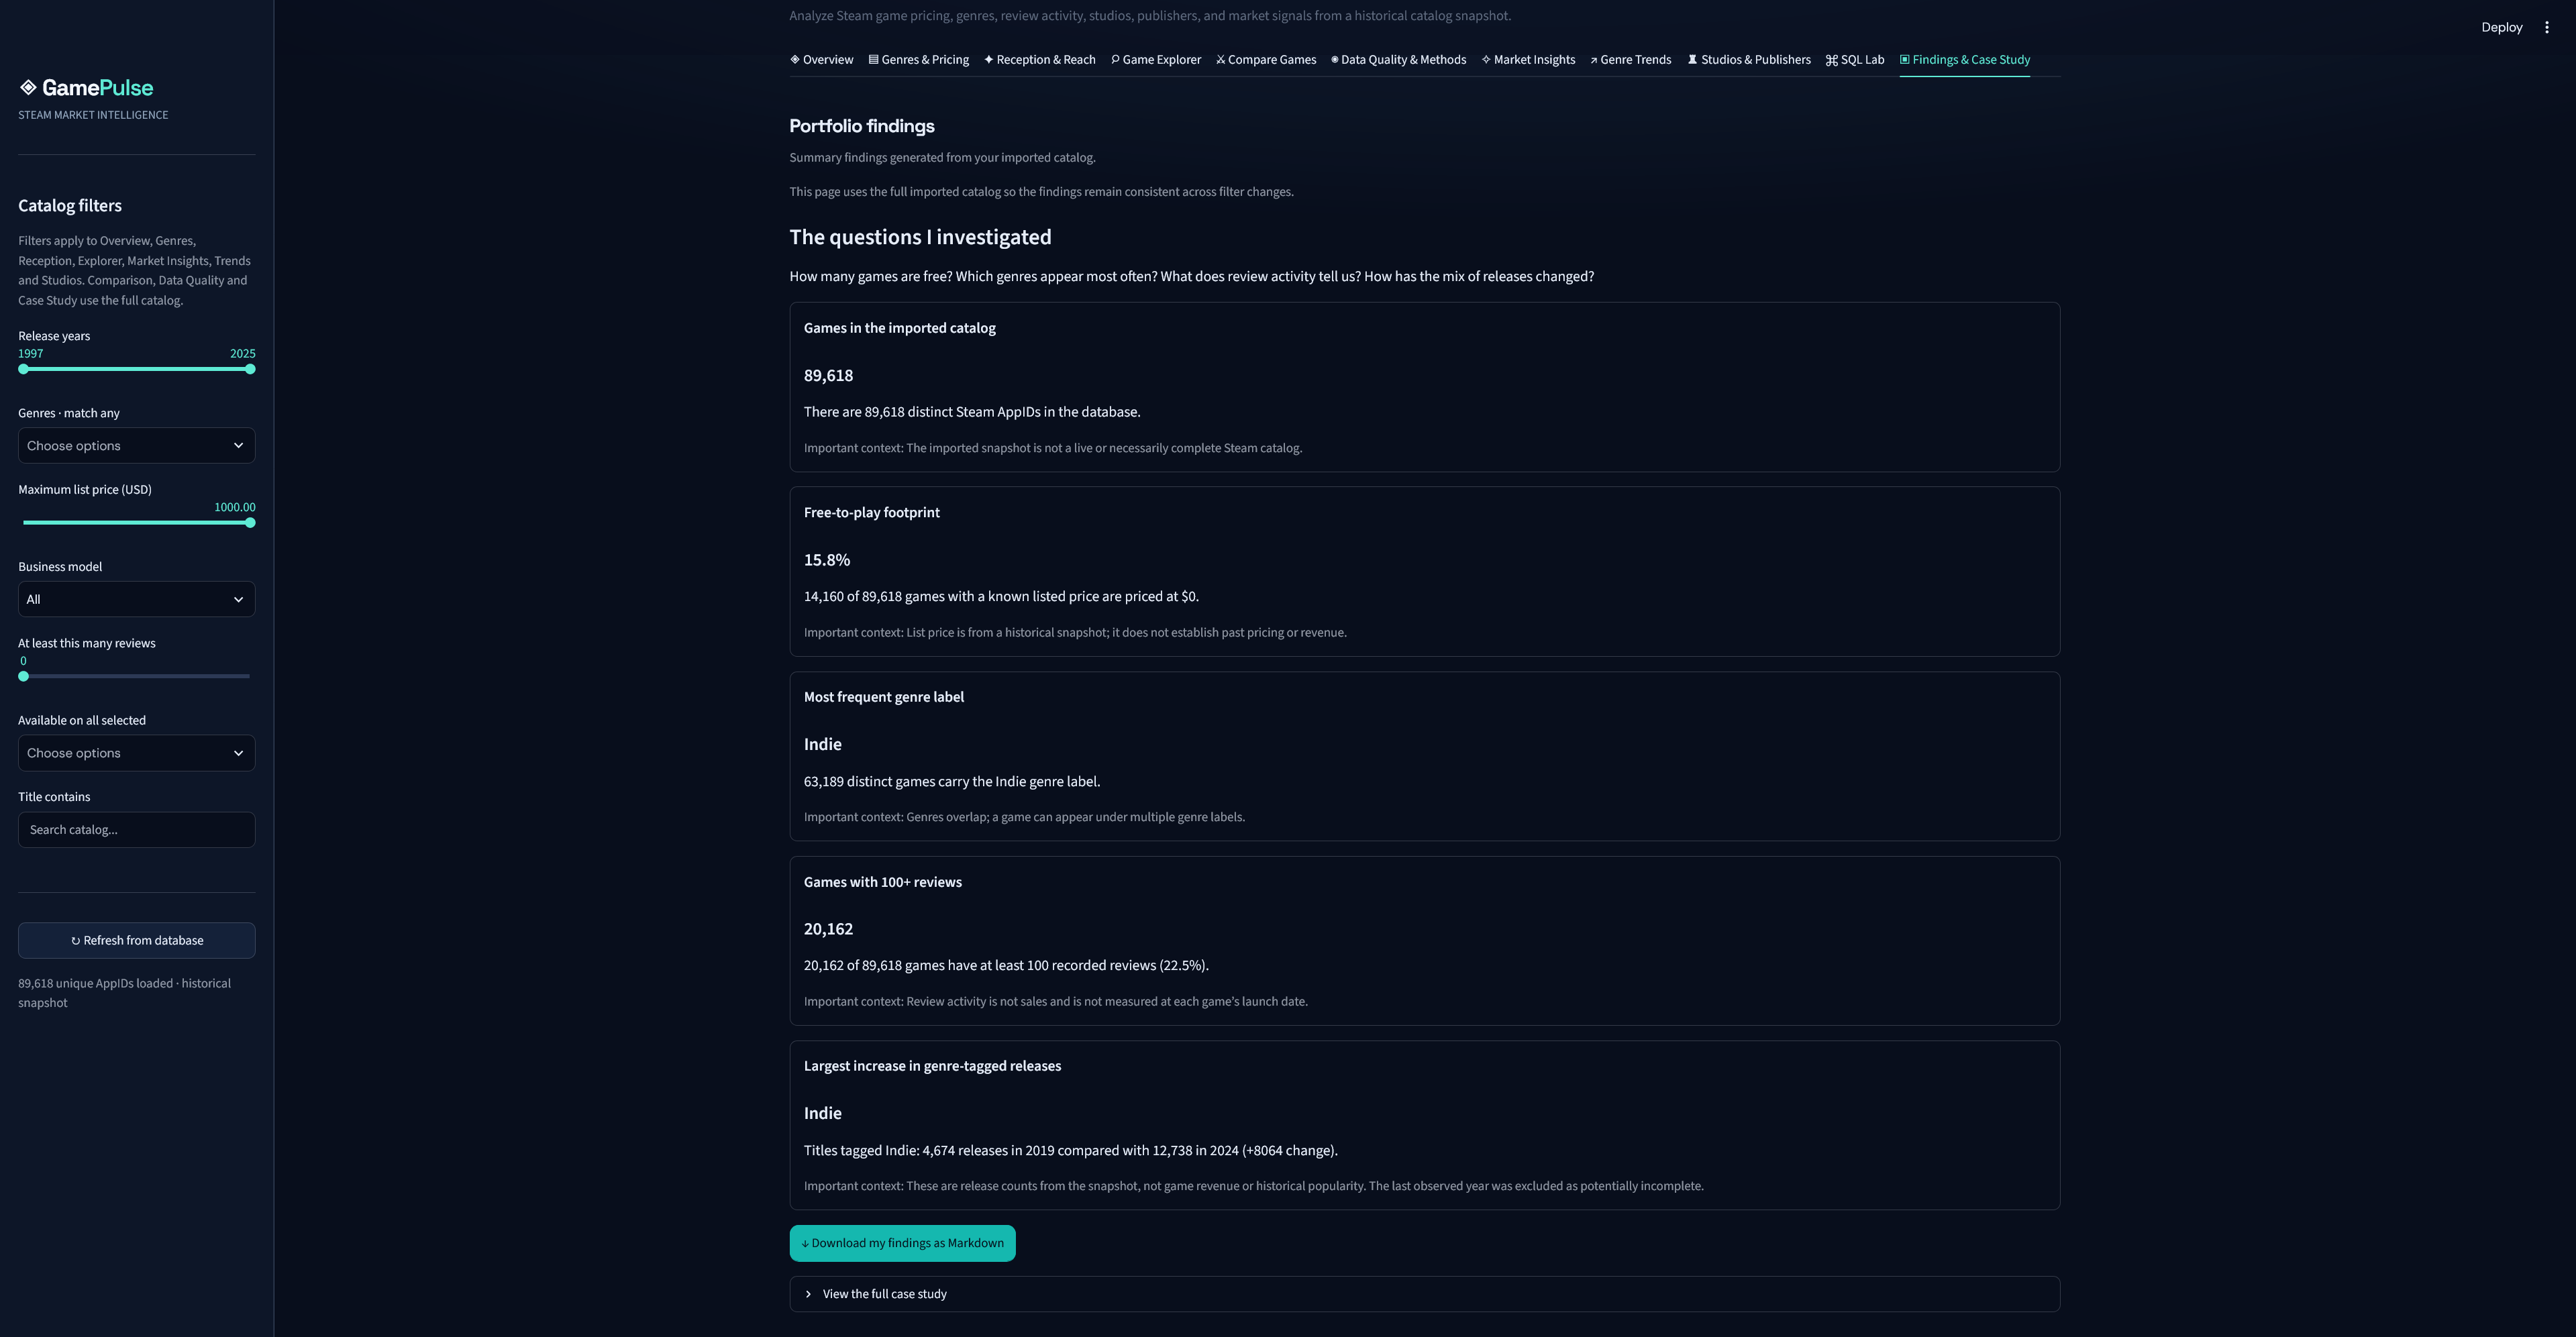 GamePulse
STEAM MARKET INTELLIGENCE
Catalog filters
Filters apply to Overview, Genres,
Reception, Explorer, Market Insights, Trends
and Studios. Comparison, Data Quality and
Case Study use the full catalog.
Release years
1997 2025
Genres · match any
Choose options
Maximum list price (USD)
1000.00
Business model
All
At least this many reviews
0
Available on all selected
Choose options
Title contains
Search catalog...
↻ Refresh from database
89,618 unique AppIDs loaded · historical
snapshot
Deploy
Analyze Steam game pricing, genres, review activity, studios, publishers, and market signals from a historical catalog snapshot.
Overview Genres & Pricing Reception & Reach Game Explorer Compare Games Data Quality & Methods Market Insights Genre Trends Studios & Publishers SQL Lab Findings & Case Study
Portfolio findings
Summary findings generated from your imported catalog.
This page uses the full imported catalog so the findings remain consistent across filter changes.
The questions I investigated
How many games are free? Which genres appear most often? What does review activity tell us? How has the mix of releases changed?
Games in the imported catalog
89,618
There are 89,618 distinct Steam AppIDs in the database.
Important context: The imported snapshot is not a live or necessarily complete Steam catalog.
Free-to-play footprint
15.8%
14,160 of 89,618 games with a known listed price are priced at $0.
Important context: List price is from a historical snapshot; it does not establish past pricing or revenue.
Most frequent genre label
Indie
63,189 distinct games carry the Indie genre label.
Important context: Genres overlap; a game can appear under multiple genre labels.
Games with 100+ reviews
20,162
20,162 of 89,618 games have at least 100 recorded reviews (22.5%).
Important context: Review activity is not sales and is not measured at each game's launch date.
Largest increase in genre-tagged releases
Indie
Titles tagged Indie: 4,674 releases in 2019 compared with 12,738 in 2024 (+8064 change).
Important context: These are release counts from the snapshot, not game revenue or historical popularity. The last observed year was excluded as potentially incomplete.
↓ Download my findings as Markdown
View the full case study